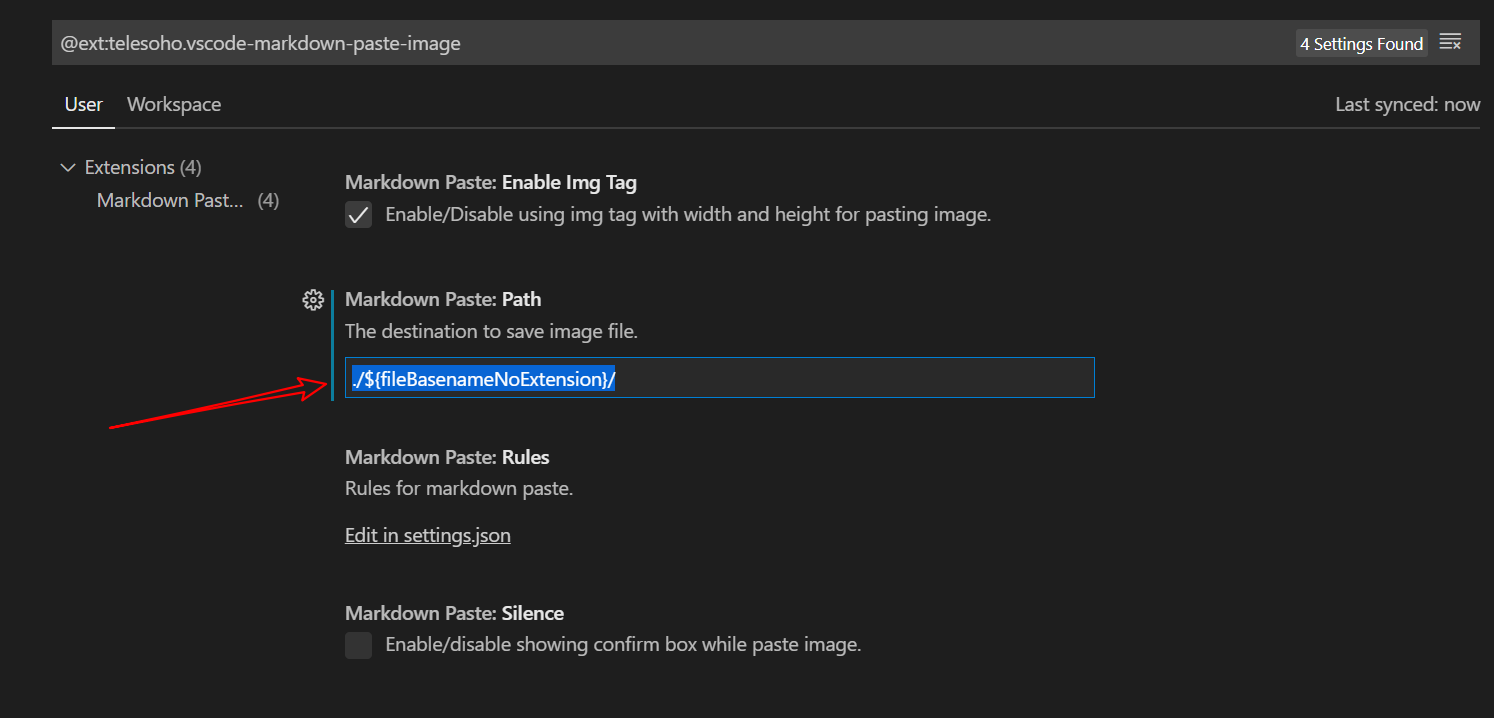 @ext:telesoho.vscode-markdown-paste-image
4 Settings Found
User Workspace
Last synced: now
Extensions (4)
Markdown Past... (4)
Markdown Paste: Enable Img Tag
Enable/Disable using img tag with width and height for pasting image.
Markdown Paste: Path
The destination to save image file.
./${fileBasenameNoExtension}/
Markdown Paste: Rules
Rules for markdown paste.
Edit in settings.json
Markdown Paste: Silence
Enable/disable showing confirm box while paste image.